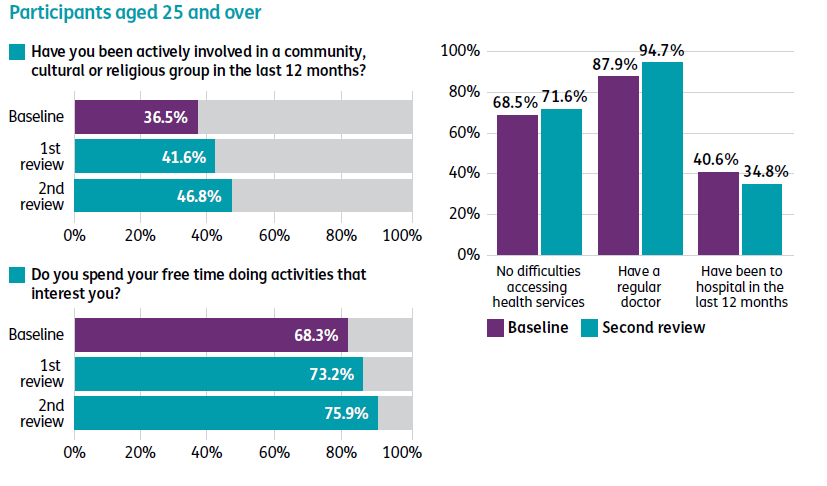 Participants aged 25 and over
Have you been actively involved in a community,
cultural or religious group in the last 12 months?
Baseline
36.5%
1st
review
41.6%
2nd
review
46.8%
0% 20% 40% 60% 80% 100%
Do you spend your free time doing activities that
interest you?
Baseline
68.3%
1st
review
73.2%
2nd
review
75.9%
0% 20% 40% 60% 80% 100%
100%
80%
60%
40%
20%
0%
68.5% 71.6%
87.9% 94.7%
40.6% 34.8%
No difficulties
accessing
health services
Have a
regular
doctor
Have been to
hospital in the
last 12 months
Baseline Second review